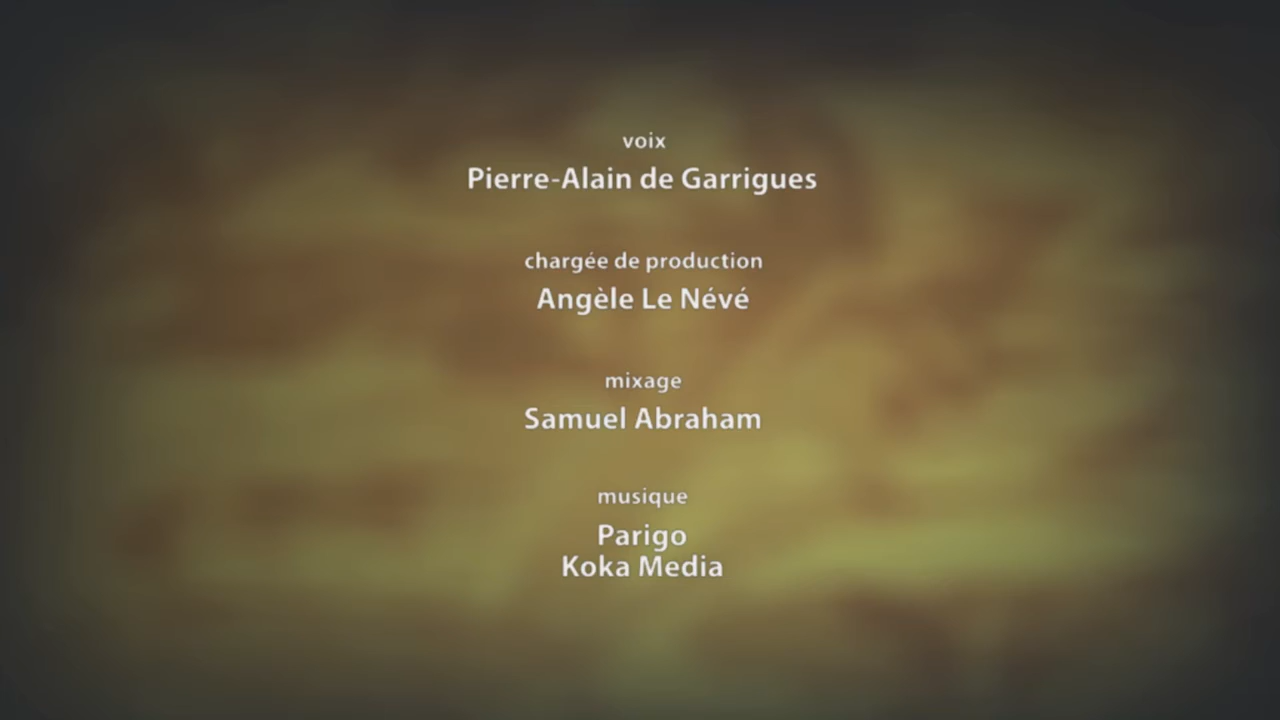 voix
Pierre-Alain de Garrigues
chargée de production
Angèle Le Névé
mixage
Samuel Abraham
musique
Parigo
Koka Media